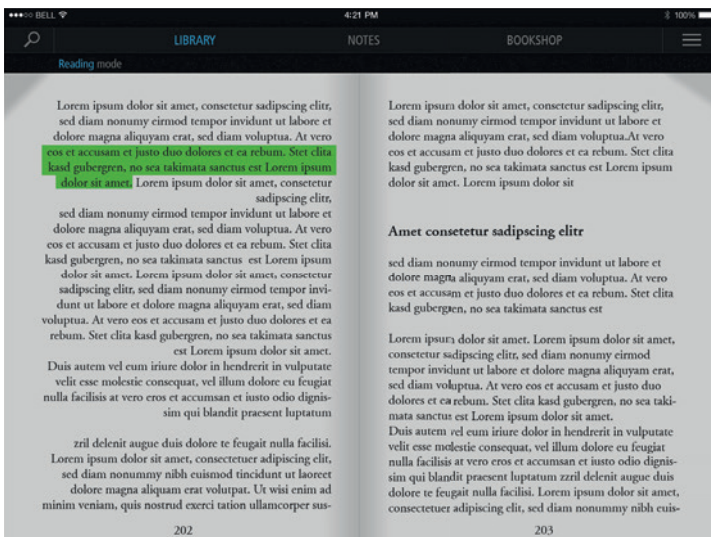 BELL
4:21 PM
100%
LIBRARY
NOTES
BOOKSHOP
Reading mode
Lorem ipsum dolor sit amet, consetetur sadipscing elitr,
sed diam nonumy eirmod tempor invidunt ut labore et
dolore magna aliquyam erat, sed diam voluptua. At vero
eos et accusam et justo duo dolores et ea rebum. Stet clita
kasd gubergren, no sea takimata sanctus est Lorem ipsum
dolor sit amet. Lorem ipsum dolor sit amet, consetetur
sadipscing elitr,
sed diam nonumy eirmod tempor invidunt ut labore et
dolore magna aliquyam erat, sed diam voluptua. At vero
eos et accusam et justo duo dolores et ea rebum. Stet clita
kasd gubergren, no sea takimata sanctus est Lorem ipsum
dolor sit amet. Lorem ipsum dolor sit amet, consetetur
sadipscing elitr, sed diam nonumy eirmod tempor invi-
dunt ut labore et dolore magna aliquyam erat, sed diam
voluptua. At vero eos et accusam et justo duo dolores et ea
rebum. Stet clita kasd gubergren, no sea takimata sanctus
est Lorem ipsum dolor sit amet.
Duis autem vel eum iriure dolor in hendrerit in vulputate
velit esse molestie consequat, vel illum dolore eu feugiat
nulla facilisis at vero eros et accumsan et iusto odio dignis-
sim qui blandit praesent luptatum
zril delenit augue duis dolore te feugait nulla facilisi.
Lorem ipsum dolor sit amet, consectetuer adipiscing elit,
sed diam nonummy nibh euismod tincidunt ut laoreet
dolore magna aliquam erat volutpat. Ut wisi enim ad
minim veniam, quis nostrud exerci tation ullamcorper sus-
202
Lorem ipsum dolor sit amet, consetetur sadipscing elitr,
sed diam nonumy eirmod tempor invidunt ut labore et
dolore magna aliquyam erat, sed diam voluptua.At vero
eos et accusam et justo duo dolores et ea rebum. Stet clita
kasd gubergren, no sea takimata sanctus est Lorem ipsum
dolor sit amet. Lorem ipsum dolor sit
Amet consetetur sadipscing elitr
sed diam nonumy eirmod tempor invidunt ut labore et
dolore magna aliquyam erat, sed diam voluptua. At vero
eos et accusam et justo duo dolores et ea rebum. Stet clita
kasd gubergren, no sea takimata sanctus est
Lorem ipsum dolor sit amet. Lorem ipsum dolor sit amet,
consetetur sadipscing elitr, sed diam nonumy eirmod
tempor invidunt ut labore et dolore magna aliquyam erat,
sed diam voluptua. At vero eos et accusam et justo duo
dolores et ea rebum. Stet clita kasd gubergren, no sea taki-
mata sanctus est Lorem ipsum dolor sit amet.
Duis autem vel eum iriure dolor in hendrerit in vulputate
velit esse molestie consequat, vel illum dolore eu feugiat
nulla facilisis at vero eros et accumsan et iusto odio dignis-
sim qui blandit praesent luptatum zzril delenit augue duis
dolore te feugait nulla facilisi. Lorem ipsum dolor sit amet,
consectetuer adipiscing elit, sed diam nonummy nibh euis-
203